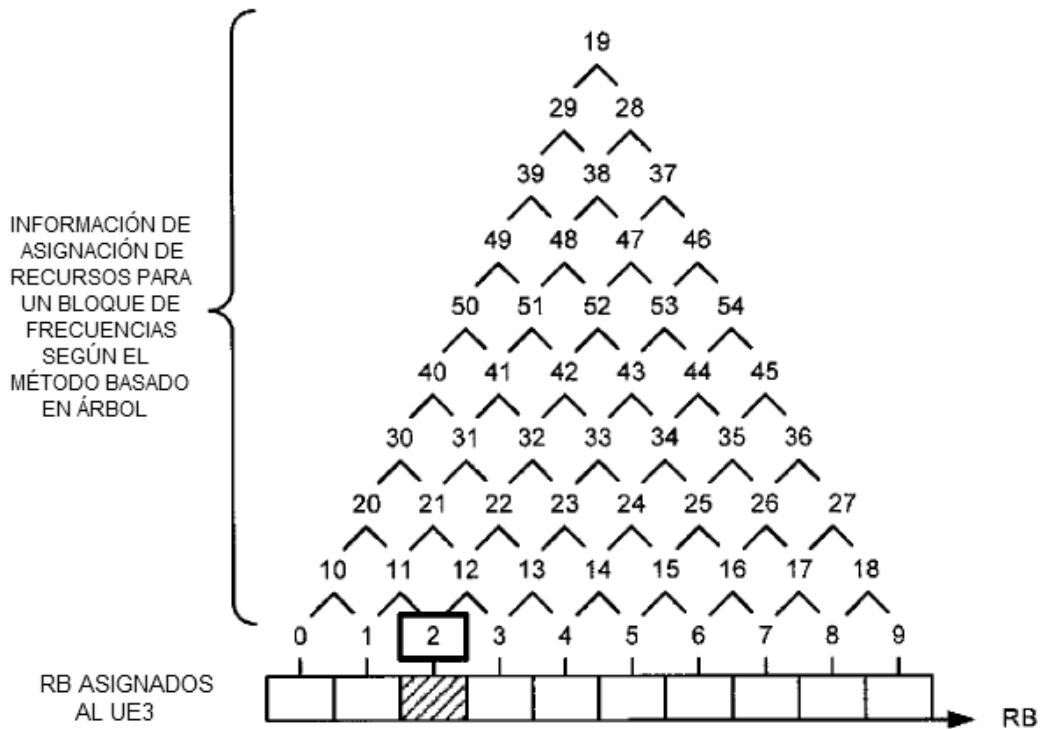 19
29 28
39 38 37
49 48 47 46
50 51 52 53 54
40 41 42 43 44 45
30 31 32 33 34 35 36
20 21 22 23 24 25 26 27
10 11 12 13 14 15 16 17 18
0 1 2 3 4 5 6 7 8 9
INFORMACIÓN DE
ASIGNACIÓN DE
RECURSOS PARA
UN BLOQUE DE
FRECUENCIAS
SEGÚN EL
MÉTODO BASADO
EN ÁRBOL
RB ASIGNADOS
AL UE3
RB